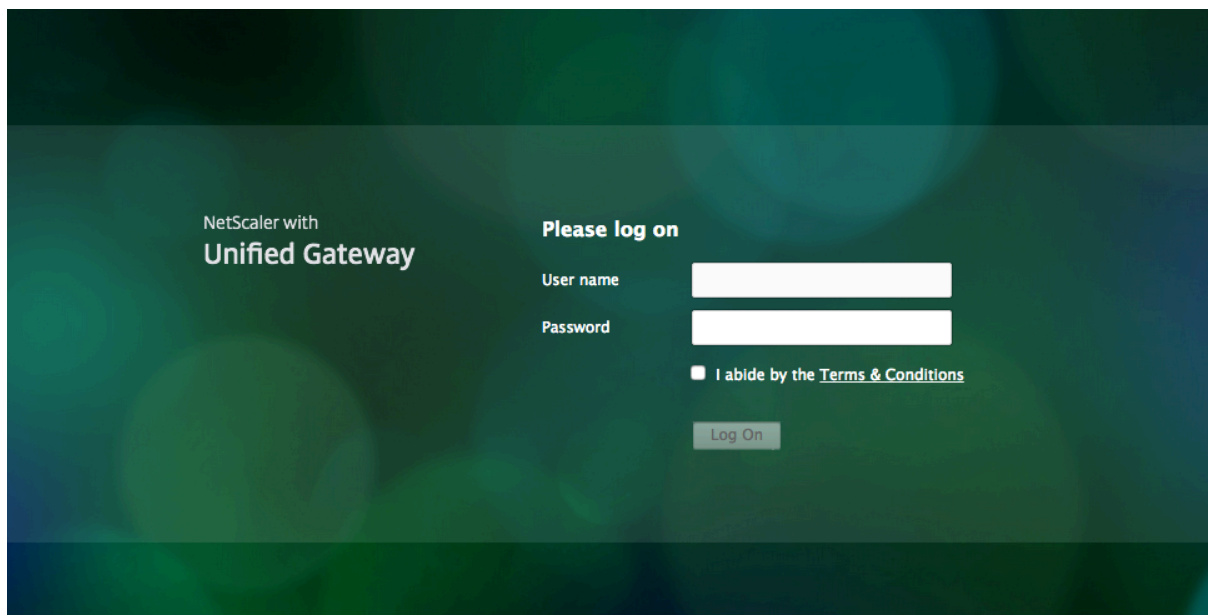 NetScaler with
Unified Gateway
Please log on
User name
Password
I abide by the Terms & Conditions
Log On